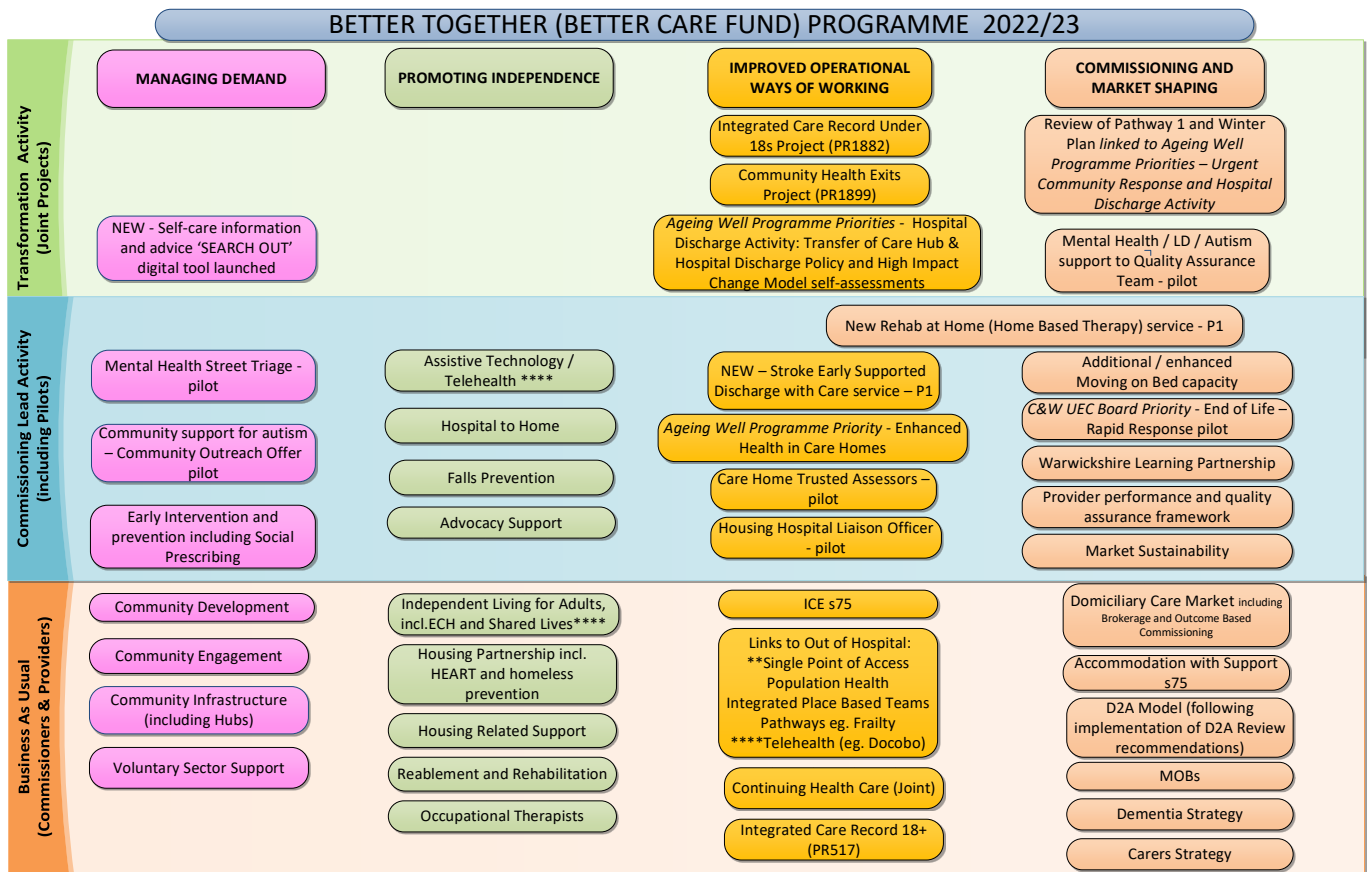 BETTER TOGETHER (BETTER CARE FUND) PROGRAMME 2022/23
Transformation Activity
(Joint Projects)
MANAGING DEMAND
PROMOTING INDEPENDENCE
IMPROVED OPERATIONAL
WAYS OF WORKING
COMMISSIONING AND
MARKET SHAPING
NEW - Self-care information
and advice ‘SEARCH OUT’
digital tool launched
Integrated Care Record Under
18s Project (PR1882)
Community Health Exits
Project (PR1899)
Ageing Well Programme Priorities - Hospital
Discharge Activity: Transfer of Care Hub &
Hospital Discharge Policy and High Impact
Change Model self-assessments
Review of Pathway 1 and Winter
Plan linked to Ageing Well
Programme Priorities – Urgent
Community Response and Hospital
Discharge Activity
Mental Health / LD / Autism
support to Quality Assurance
Team - pilot
Commissioning Lead Activity
(including Pilots)
New Rehab at Home (Home Based Therapy) service - P1
Mental Health Street Triage -
pilot
Community support for autism
– Community Outreach Offer
pilot
Early Intervention and
prevention including Social
Prescribing
Assistive Technology /
Telehealth ****
Hospital to Home
Falls Prevention
Advocacy Support
NEW – Stroke Early Supported
Discharge with Care service – P1
Ageing Well Programme Priority - Enhanced
Health in Care Homes
Care Home Trusted Assessors –
pilot
Housing Hospital Liaison Officer
- pilot
Additional / enhanced
Moving on Bed capacity
C&W UEC Board Priority - End of Life –
Rapid Response pilot
Warwickshire Learning Partnership
Provider performance and quality
assurance framework
Market Sustainability
Business As Usual
(Commissioners & Providers)
Community Development
Community Engagement
Community Infrastructure
(including Hubs)
Voluntary Sector Support
Independent Living for Adults,
incl.ECH and Shared Lives****
Housing Partnership incl.
HEART and homeless
prevention
Housing Related Support
Reablement and Rehabilitation
Occupational Therapists
ICE s75
Links to Out of Hospital:
**Single Point of Access
Population Health
Integrated Place Based Teams
Pathways eg. Frailty
****Telehealth (eg. Docobo)
Continuing Health Care (Joint)
Integrated Care Record 18+
(PR517)
Domiciliary Care Market including
Brokerage and Outcome Based
Commissioning
Accommodation with Support
s75
D2A Model (following
implementation of D2A Review
recommendations)
MOBs
Dementia Strategy
Carers Strategy